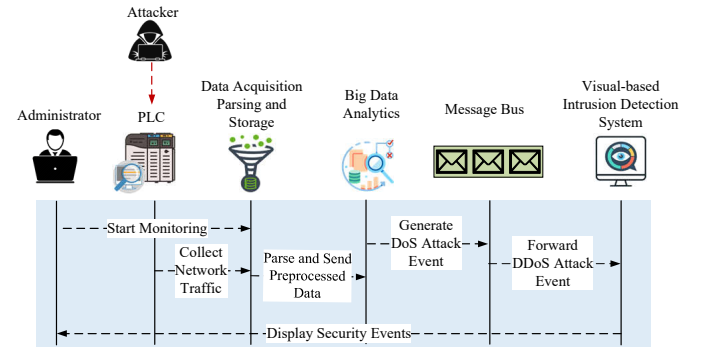 Attacker
Administrator
PLC
Data Acquisition
Parsing and
Storage
Big Data
Analytics
Message Bus
Visual-based
Intrusion Detection
System
Start Monitoring
Collect
Network
Traffic
Parse and Send
Preprocessed
Data
Generate
DoS Attack
Event
Forward
DDoS Attack
Event
Display Security Events